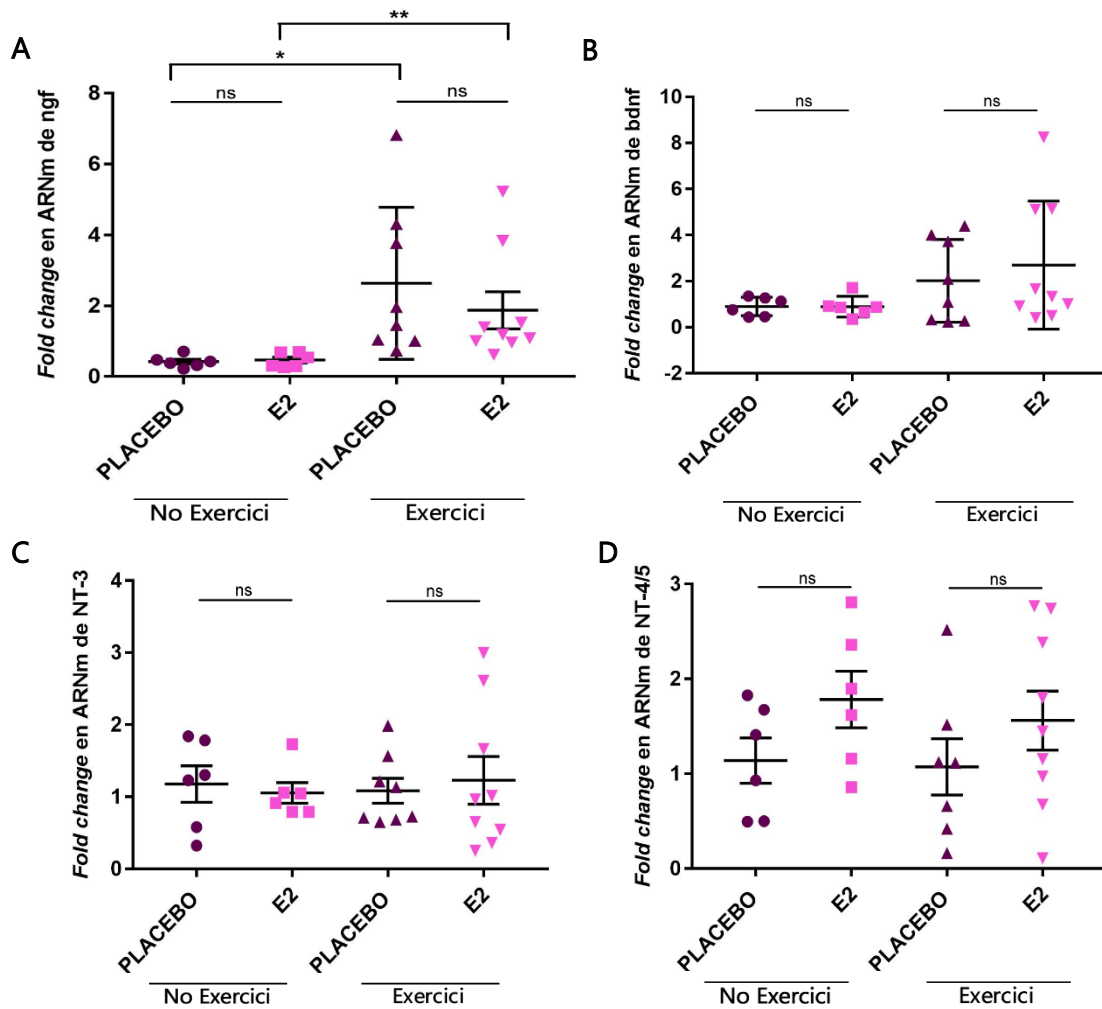 A
**
*
ns
ns
Fold change en ARNm de ngf
8
6
4
2
0
PLACEBO
E2
PLACEBO
E2
No Exercici
Exercici
B
ns
ns
Fold change en ARNm de bdnf
10
8
6
4
2
0
-2
PLACEBO
E2
PLACEBO
E2
No Exercici
Exercici
C
ns
ns
Fold change en ARNm de NT-3
4
3
2
1
0
PLACEBO
E2
PLACEBO
E2
No Exercici
Exercici
D
ns
ns
Fold change en ARNm de NT-4/5
3
2
1
0
PLACEBO
E2
PLACEBO
E2
No Exercici
Exercici